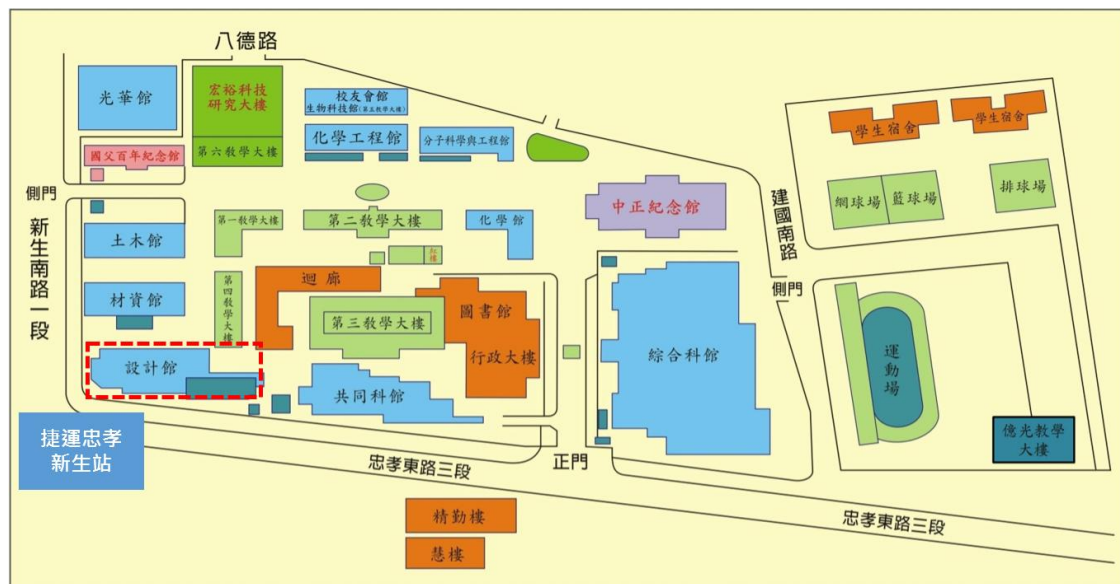 八德路
光華館
宏裕科技
研究大樓
校友會館
生物科技館(第五教學大樓)
化學工程館
分子科學與工程館
學生宿舍
學生宿舍
國父百年紀念館
第六教學大樓
側門
中正紀念館
網球場
籃球場
排球場
建國南路
新生南路一段
土木館
第一教學大樓
第二教學大樓
化學館
紅樓
側門
材資館
第四教學大樓
迴廊
第三教學大樓
圖書館
行政大樓
綜合科館
運動場
設計館
共同科館
捷運忠孝
新生站
忠孝東路三段
正門
億光教學
大樓
精勤樓
慧樓
忠孝東路三段